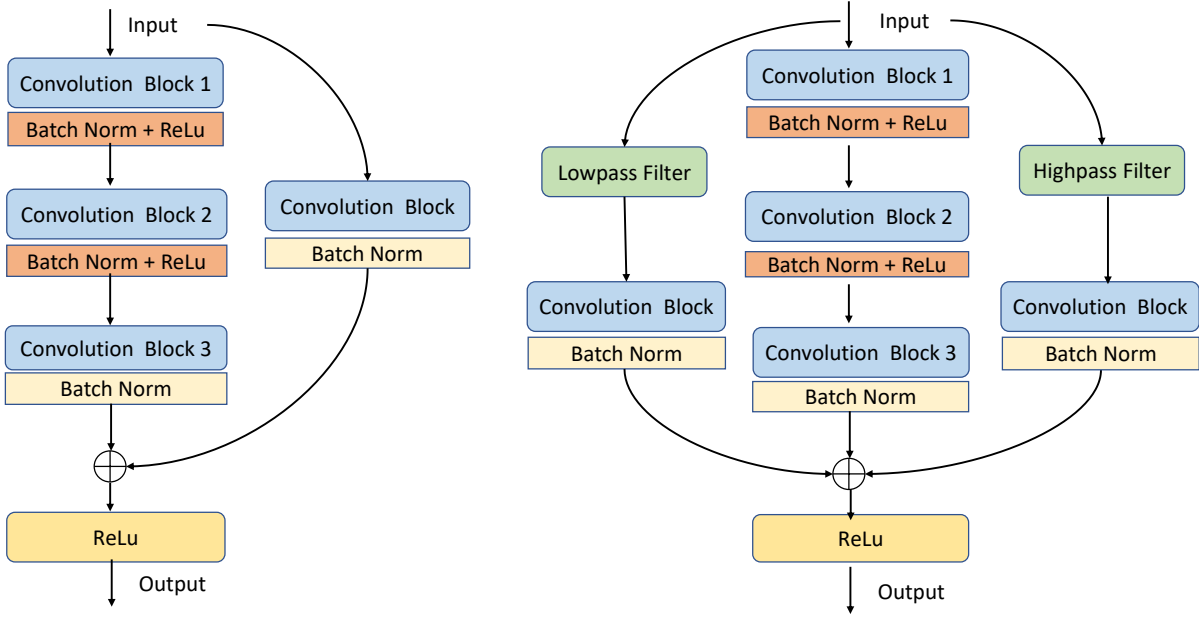 Input
Convolution Block 1
Batch Norm + ReLu
Convolution Block 2
Batch Norm + ReLu
Convolution Block 3
Batch Norm
Convolution Block
Batch Norm
ReLu
Output
Input
Convolution Block 1
Batch Norm + ReLu
Lowpass Filter
Highpass Filter
Convolution Block 2
Batch Norm + ReLu
Convolution Block
Batch Norm
Convolution Block 3
Batch Norm
Convolution Block
Batch Norm
ReLu
Output